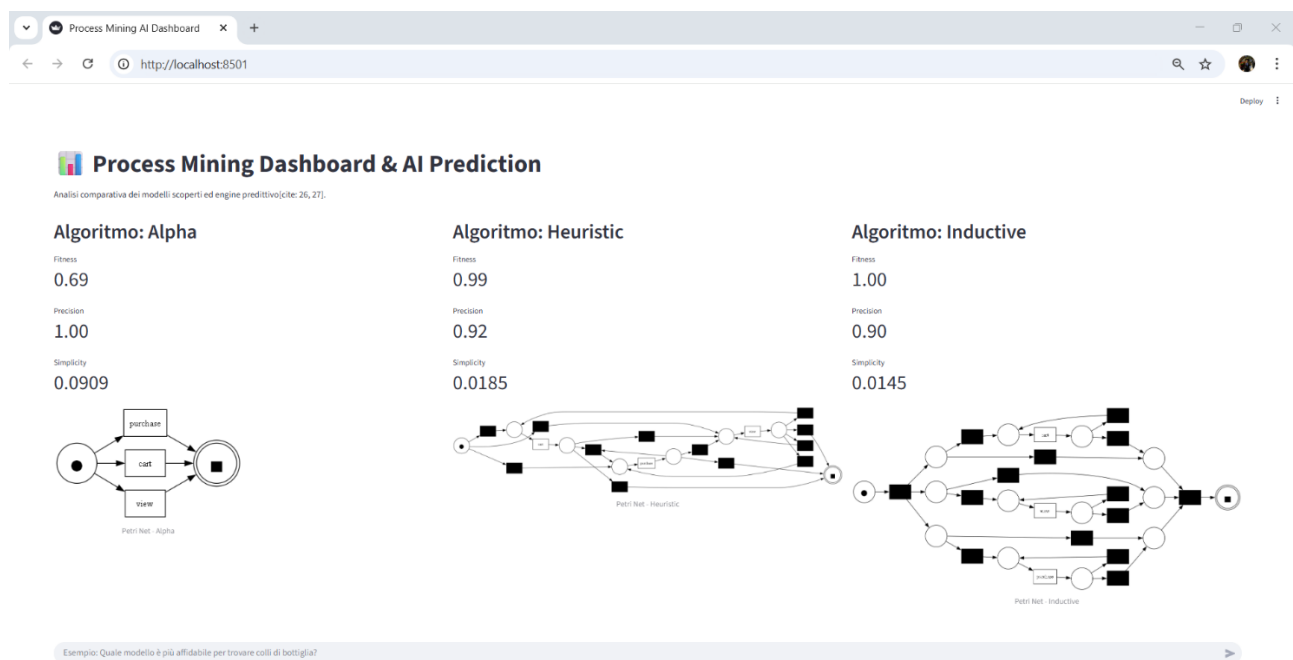 Process Mining AI Dashboard
http://localhost:8501
Deploy
Process Mining Dashboard & AI Prediction
Analisi comparativa dei modelli scoperti ed engine predittivo[cite: 26, 27].
Algoritmo: Alpha
Fitness
0.69
Precision
1.00
Simplicity
0.0909
purchase
cart
view
Petri Net - Alpha
Algoritmo: Heuristic
Fitness
0.99
Precision
0.92
Simplicity
0.0185
purchase
Petri Net - Heuristic
Algoritmo: Inductive
Fitness
1.00
Precision
0.90
Simplicity
0.0145
Petri Net - Inductive
Esempio: Quale modello è più affidabile per trovare colli di bottiglia?